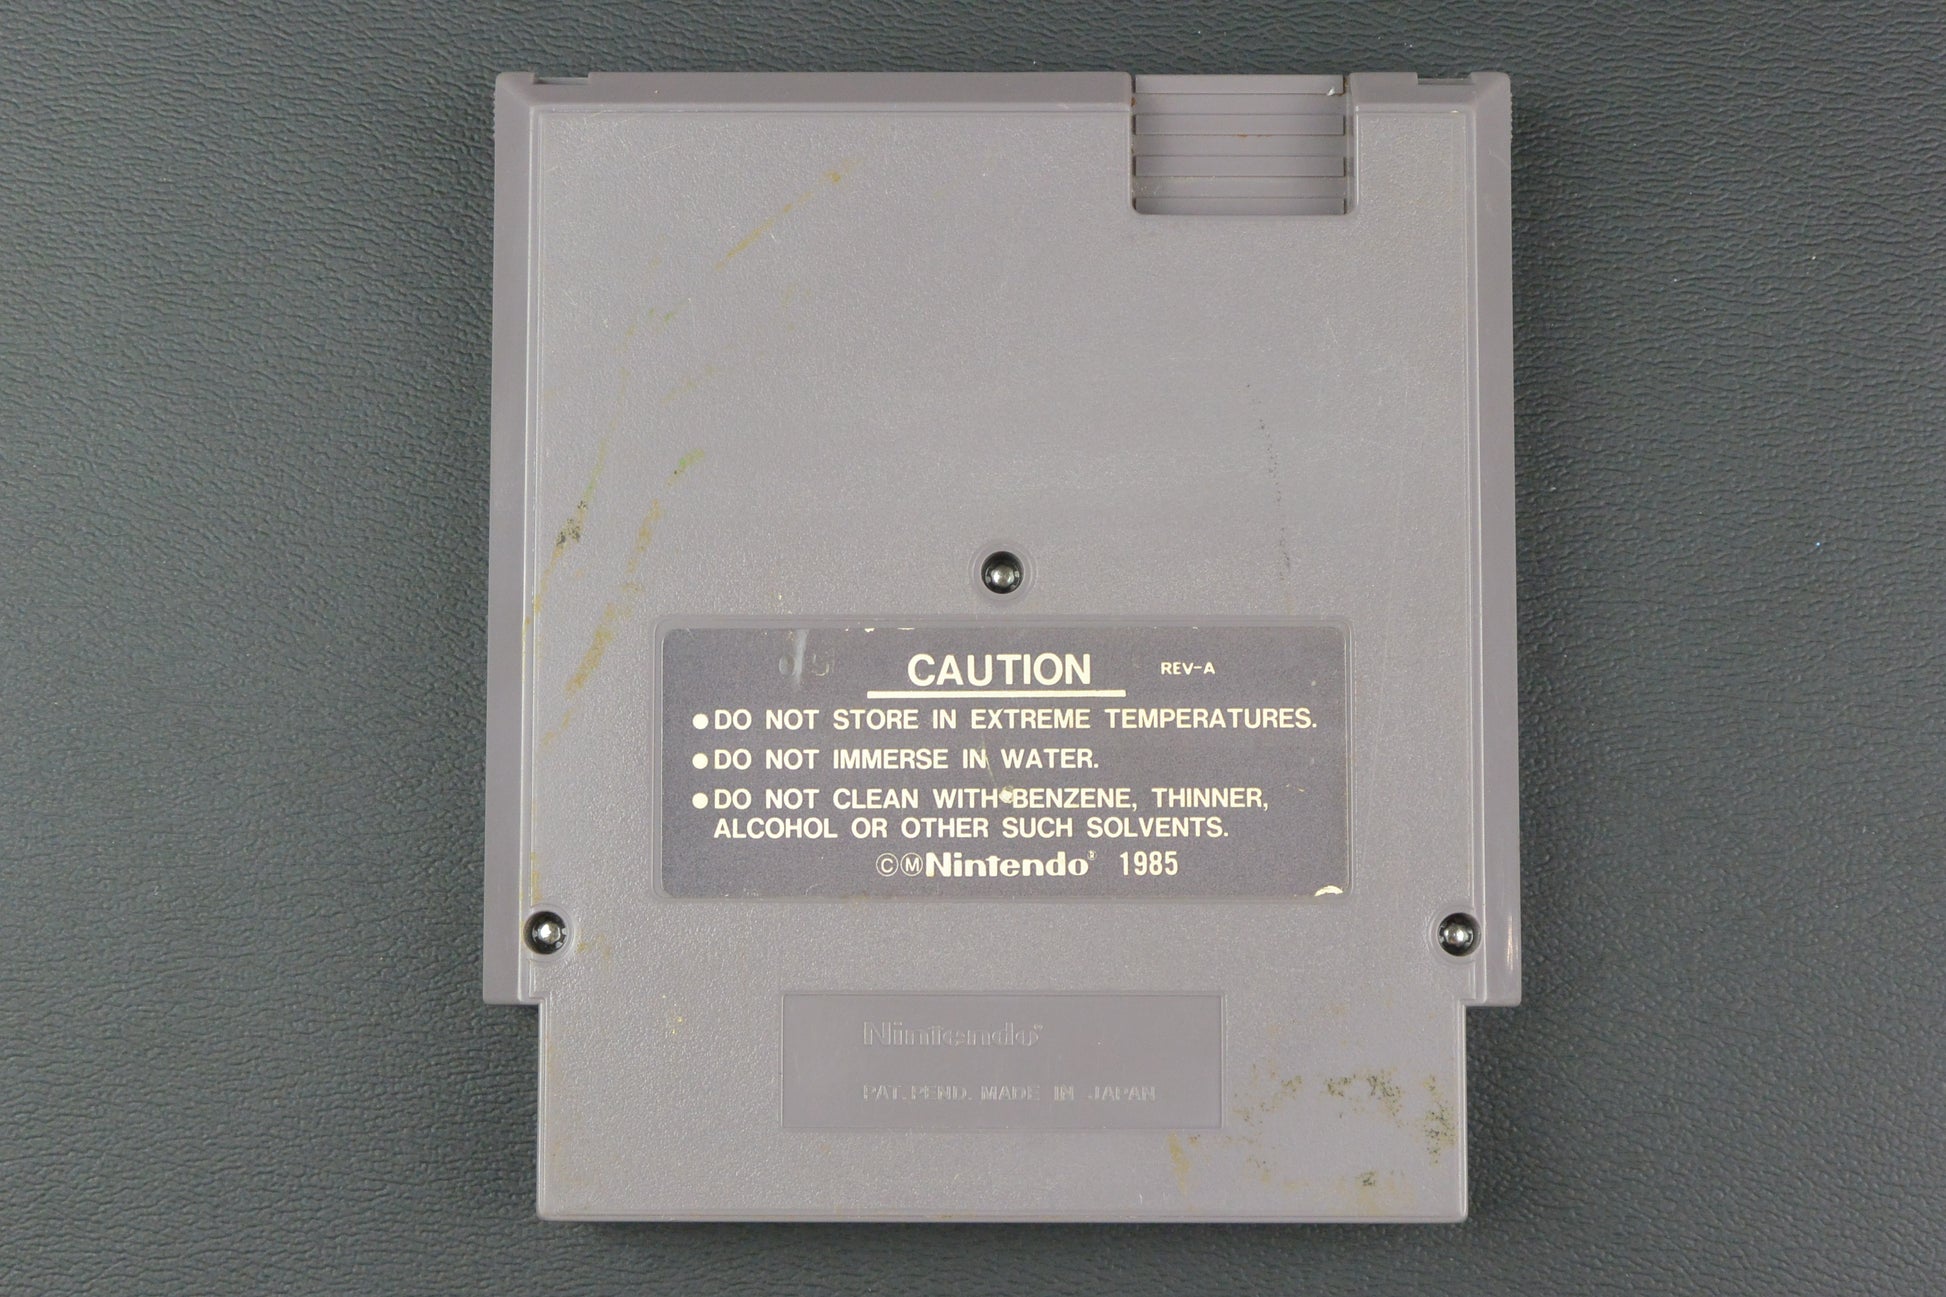 CAUTION REV-A
●DO NOT STORE IN EXTREME TEMPERATURES.
●DO NOT IMMERSE IN WATER.
●DO NOT CLEAN WITH BENZENE, THINNER,
ALCOHOL OR OTHER SUCH SOLVENTS.
©Ⓜ Nintendo® 1985
Nintendo®
PAT. PEND. MADE IN JAPAN